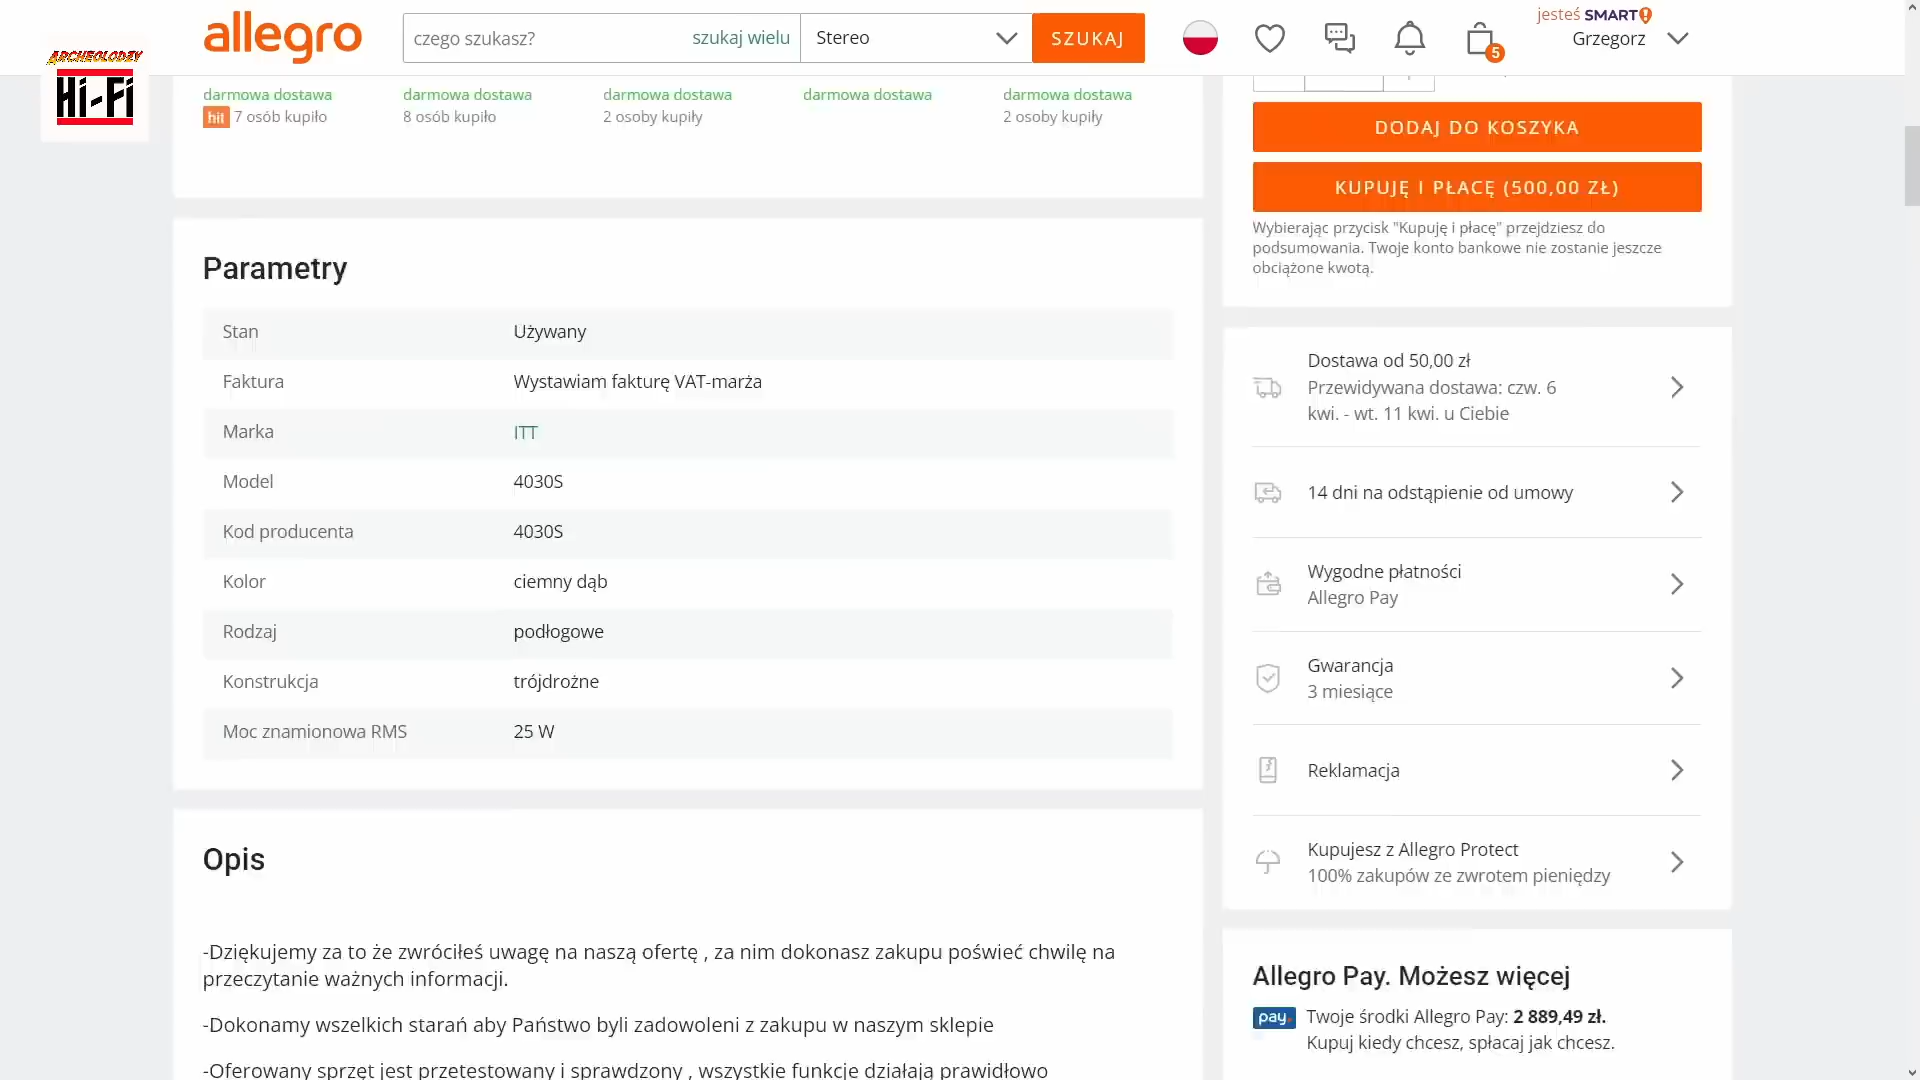 jesteś SMART!
allegro
czego szukasz?
szukaj wielu
Stereo
SZUKAJ
5
Grzegorz
ARCHEOLODZY
Hi-Fi
darmowa dostawa
hit 7 osób kupiło
darmowa dostawa
8 osób kupiło
darmowa dostawa
2 osoby kupiły
darmowa dostawa
darmowa dostawa
2 osoby kupiły
Parametry
Stan Używany
Faktura Wystawiam fakturę VAT-marża
Marka ITT
Model 4030S
Kod producenta 4030S
Kolor ciemny dąb
Rodzaj podłogowe
Konstrukcja trójdrożne
Moc znamionowa RMS 25 W
Opis
-Dziękujemy za to że zwróciłeś uwagę na naszą ofertę , za nim dokonasz zakupu poświeć chwilę na
przeczytanie ważnych informacji.
-Dokonamy wszelkich starań aby Państwo byli zadowoleni z zakupu w naszym sklepie
-Oferowany sprzęt jest przetestowany i sprawdzony , wszystkie funkcje działają prawidłowo
DODAJ DO KOSZYKA
KUPUJĘ I PŁACĘ (500,00 ZŁ)
Wybierając przycisk "Kupuję i płacę" przejdziesz do
podsumowania. Twoje konto bankowe nie zostanie jeszcze
obciążone kwotą.
Dostawa od 50,00 zł
Przewidywana dostawa: czw. 6
kwi. - wt. 11 kwi. u Ciebie
14 dni na odstąpienie od umowy
Wygodne płatności
Allegro Pay
Gwarancja
3 miesiące
Reklamacja
Kupujesz z Allegro Protect
100% zakupów ze zwrotem pieniędzy
Allegro Pay. Możesz więcej
pay Twoje środki Allegro Pay: 2 889,49 zł.
Kupuj kiedy chcesz, spłacaj jak chcesz.